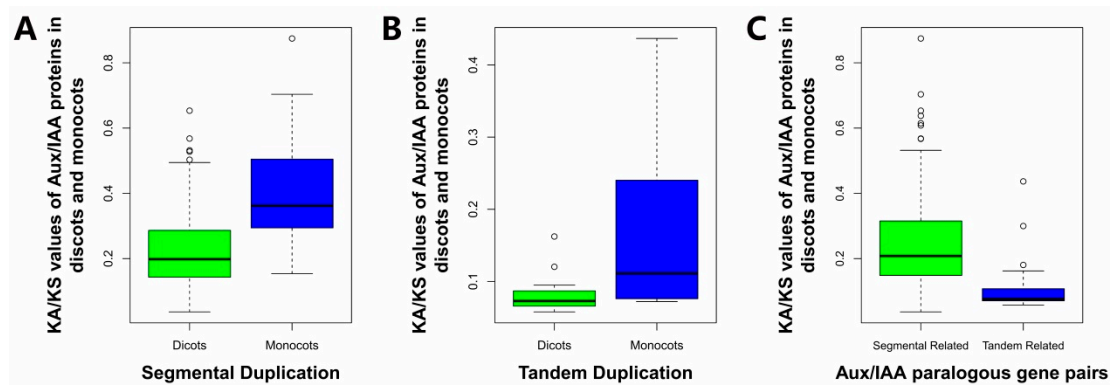 A
KA/KS values of Aux/IAA proteins in
discots and monocots
0.8
0.6
0.4
0.2
Dicots
Monocots
Segmental Duplication
B
KA/KS values of Aux/IAA proteins in
discots and monocots
0.4
0.3
0.2
0.1
Dicots
Monocots
Tandem Duplication
C
KA/KS values of Aux/IAA proteins in
discots and monocots
0.8
0.6
0.4
0.2
Segmental Related
Tandem Related
Aux/IAA paralogous gene pairs